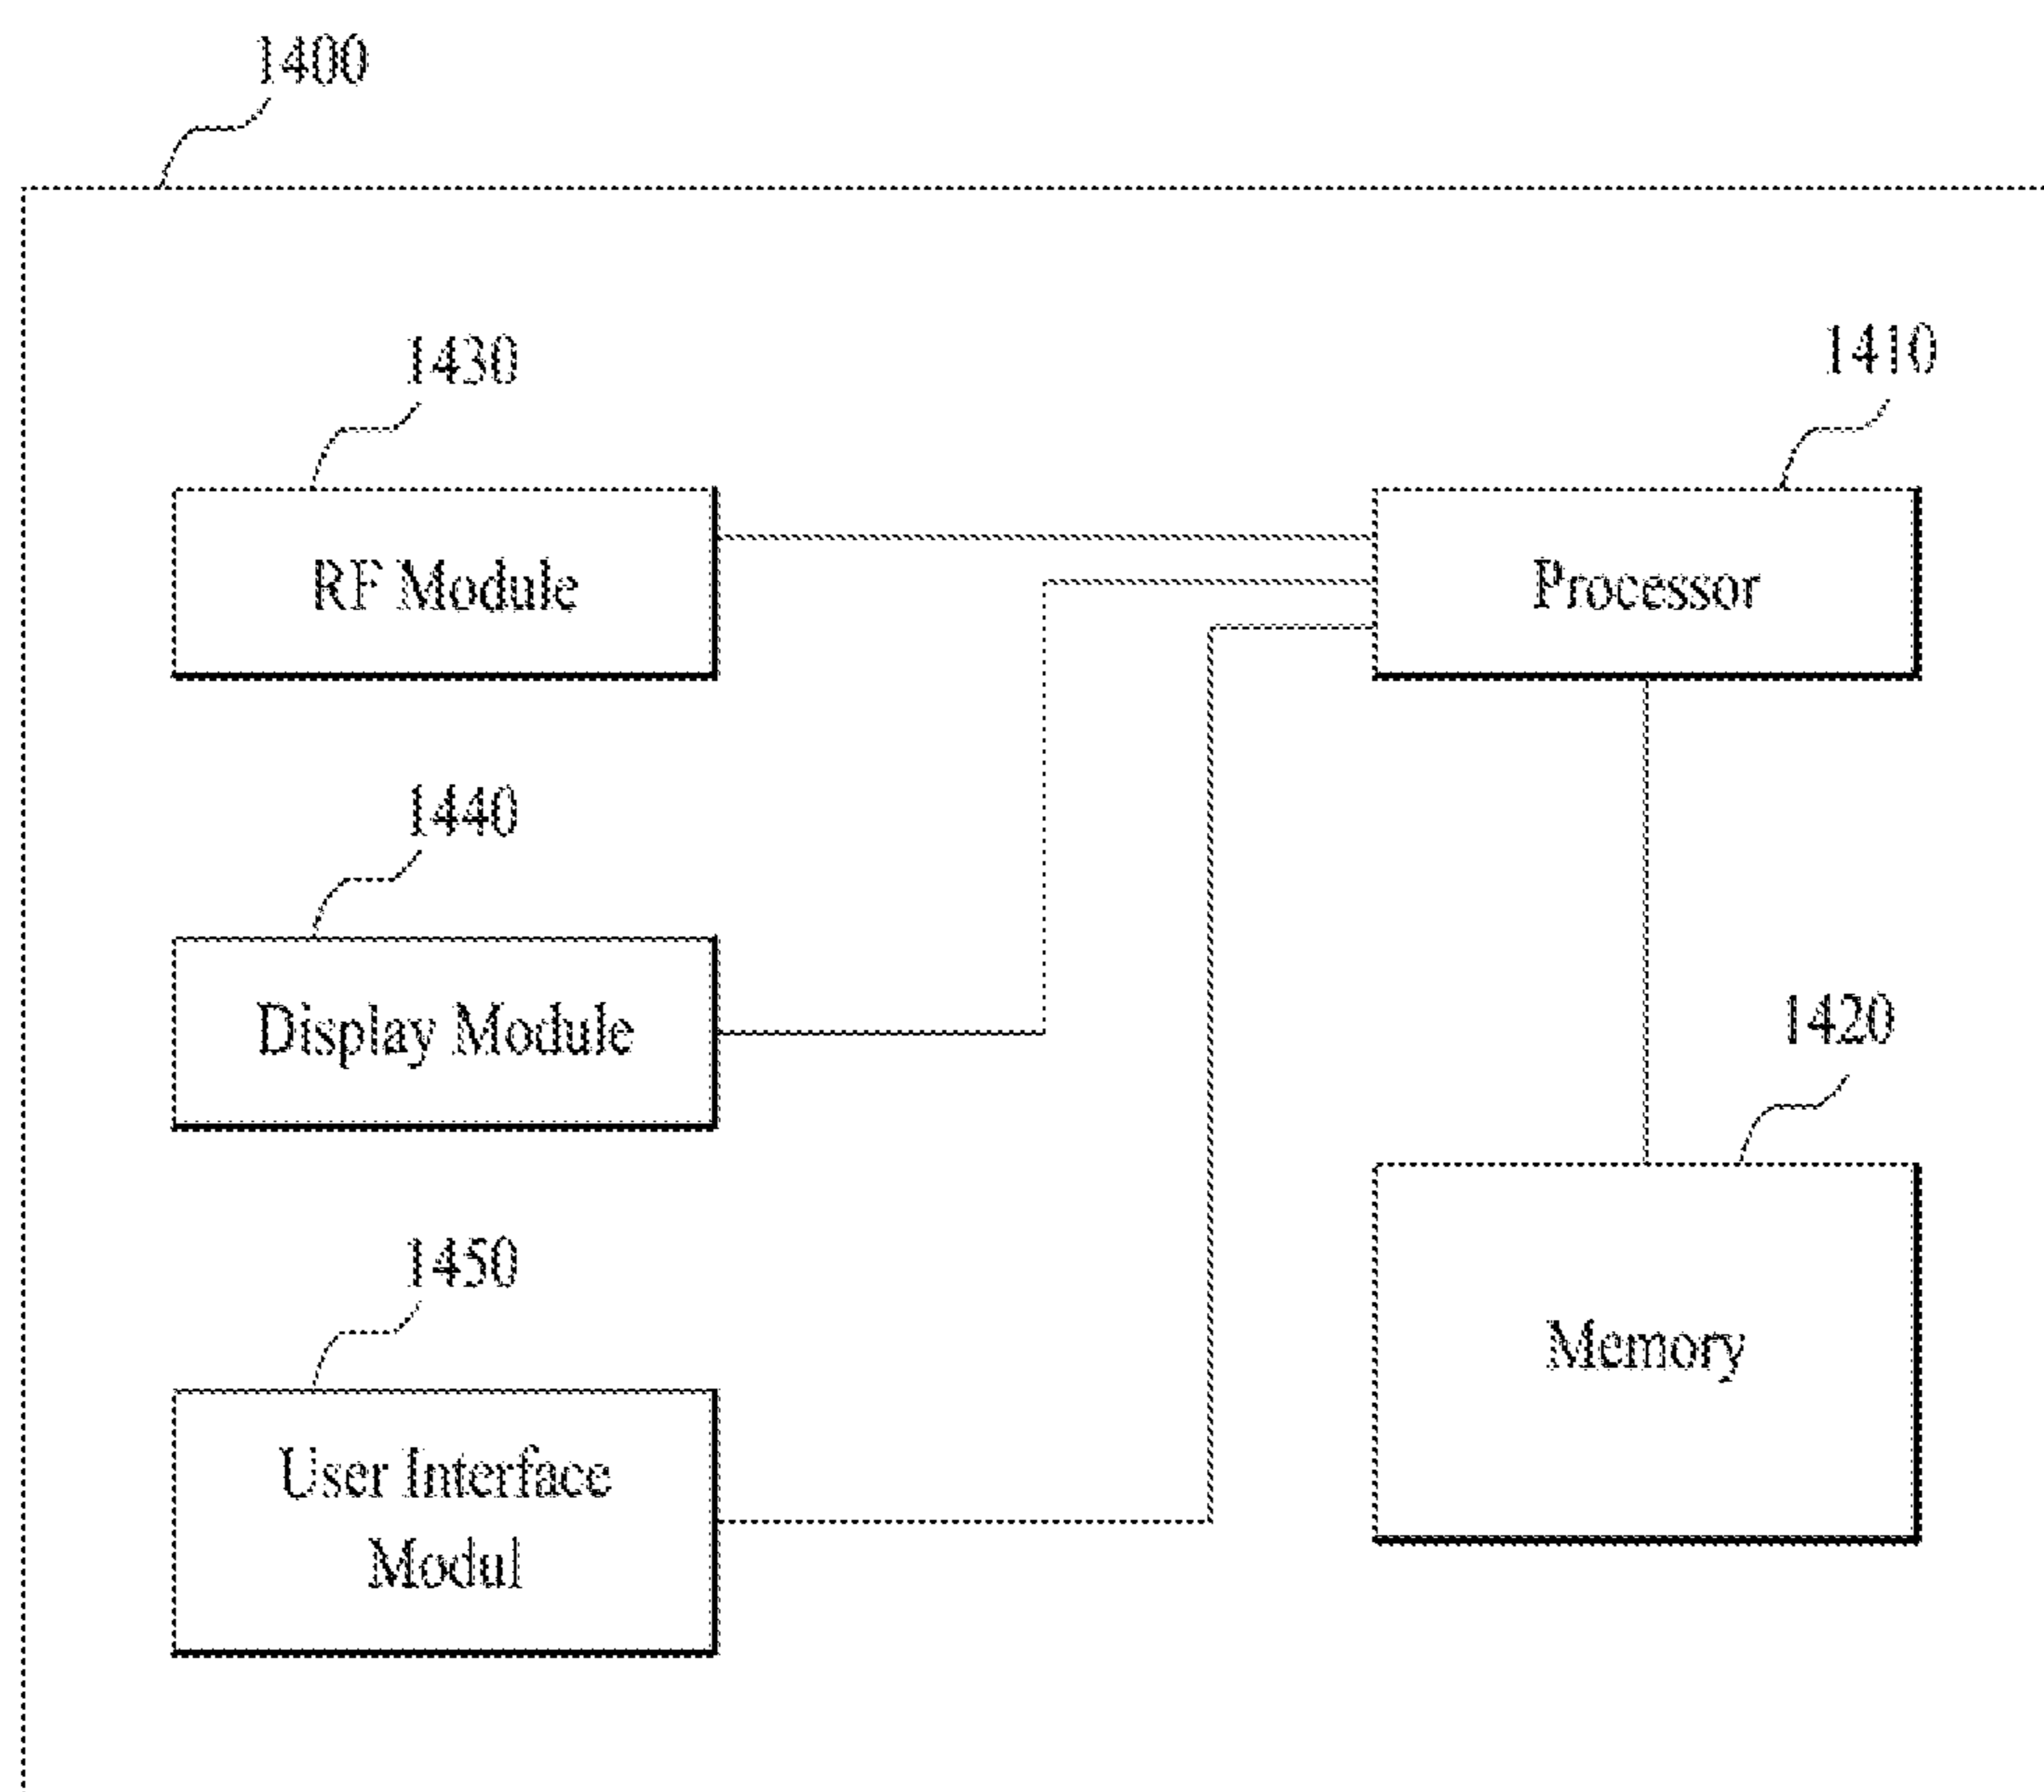 1400
1430
1410
RF Module
Processor
1440
Display Module
1420
1450
Memory
User Interface
Modul